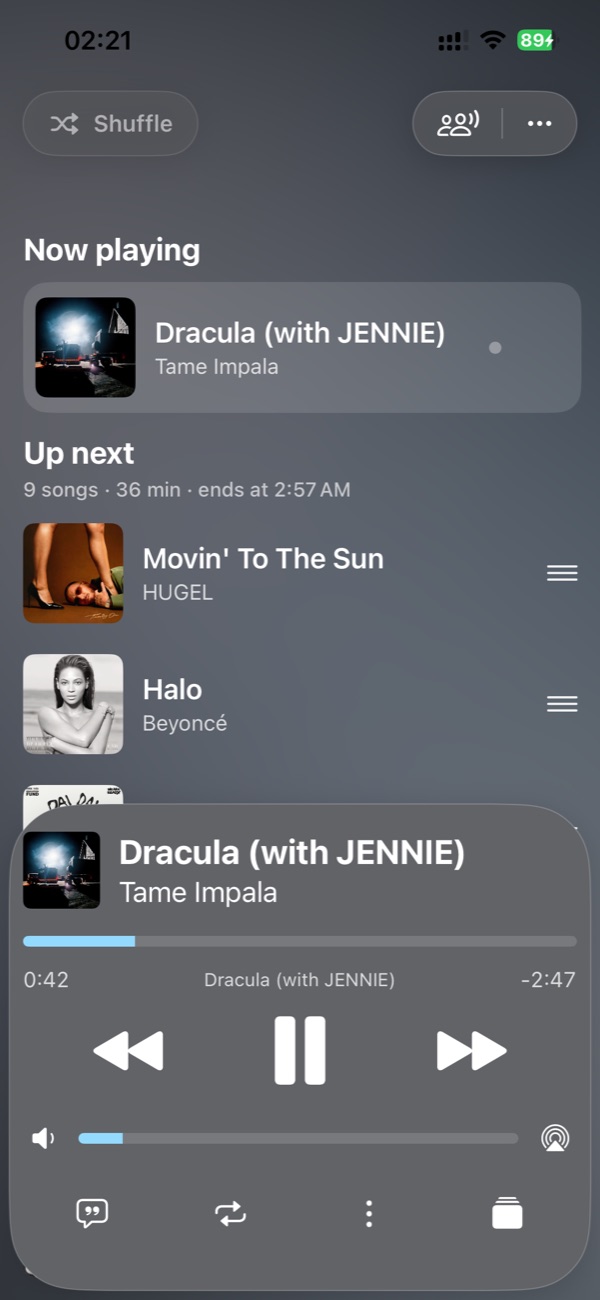 02:21
89
Shuffle
Now playing
Dracula (with JENNIE)
Tame Impala
Up next
9 songs · 36 min · ends at 2:57 AM
Movin' To The Sun
HUGEL
Halo
Beyoncé
Dracula (with JENNIE)
Tame Impala
0:42 Dracula (with JENNIE) -2:47